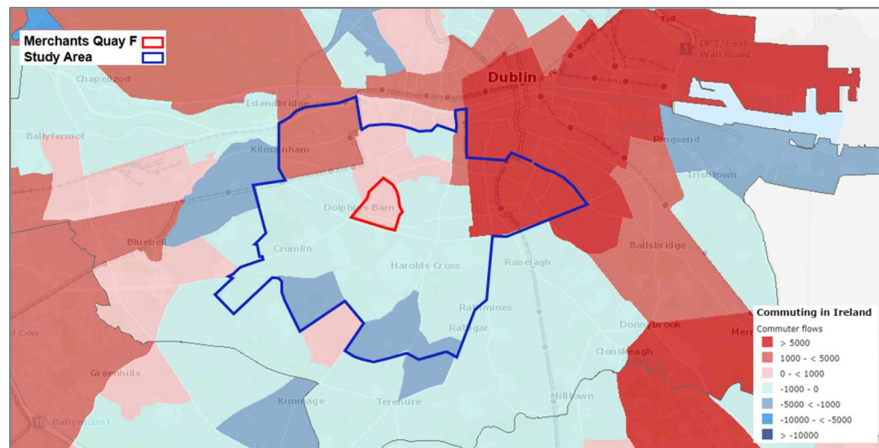 Merchants Quay F
Study Area
Toll
DPT/East
Wall Road
Dublin
Chapelizod
Islandbridge
Ballyfermot
Kilmainham
Ringsend
Irishtown
Dolphins Barn
Bluebell
Crumlin
Ballsbridge
Harolds Cross
Ranelagh
Rathmines
Rathgar
Donnybrook
Clonskeagh
Greenhills
Kimmage
Terenure
Milltown
Ballymount
Commuting in Ireland
Commuter flows
> 5000
1000 - < 5000
0 - < 1000
-1000 - 0
-5000 < -1000
-10000 - < -5000
> -10000